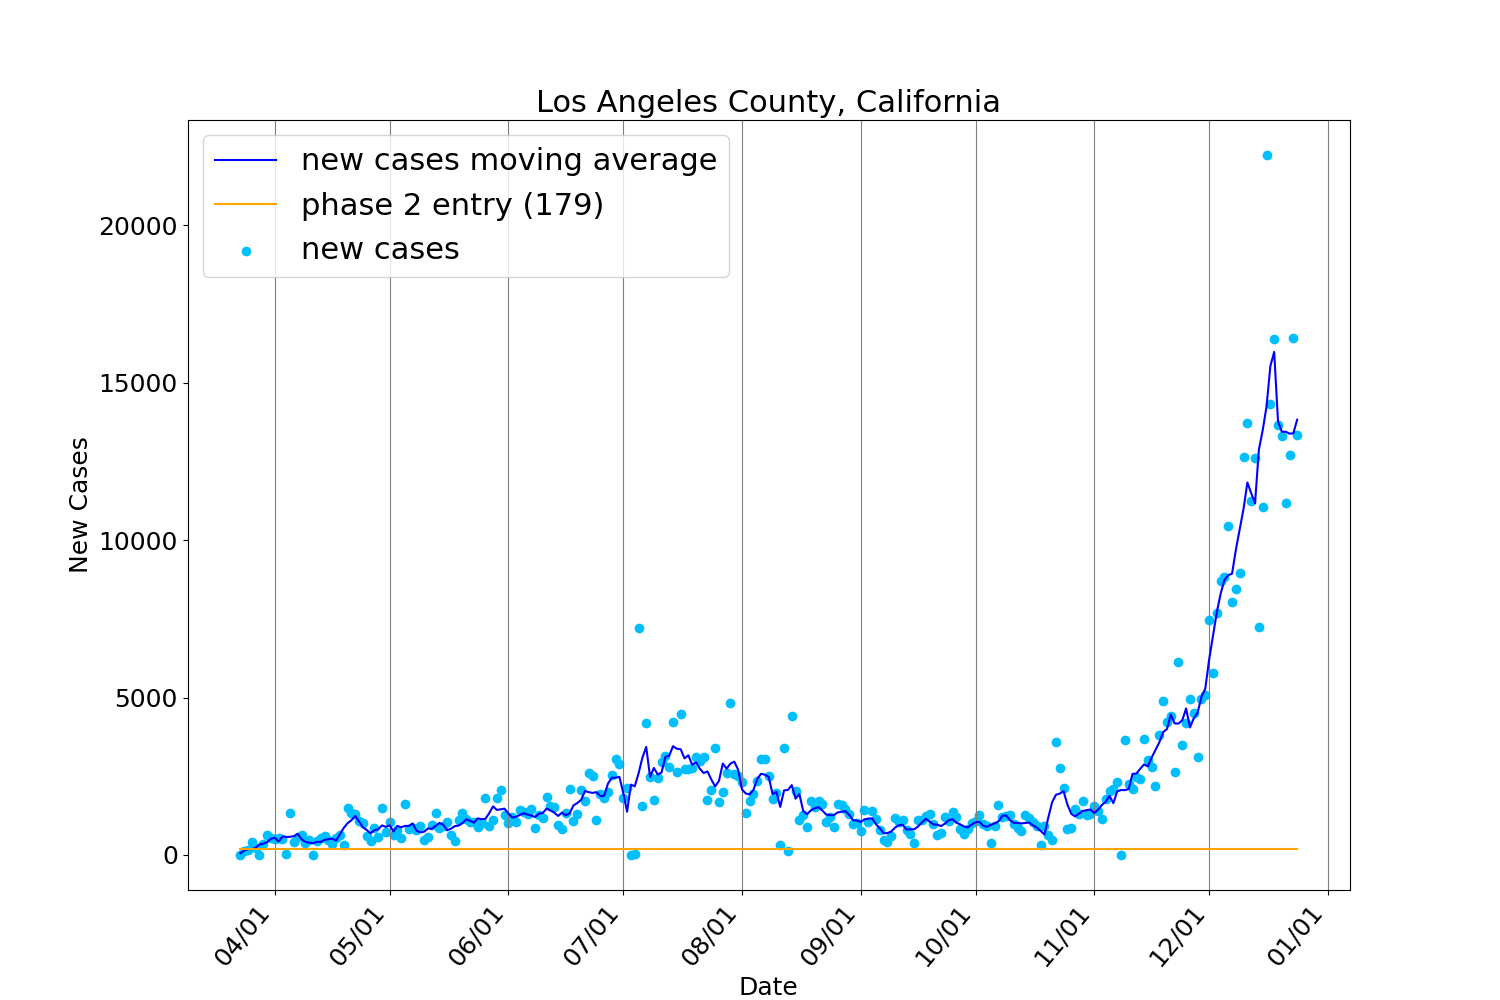 Los Angeles County, California
new cases moving average
phase 2 entry (179)
new cases
20000
15000
10000
5000
0
New Cases
04/01
05/01
06/01
07/01
08/01
09/01
10/01
11/01
12/01
01/01
Date